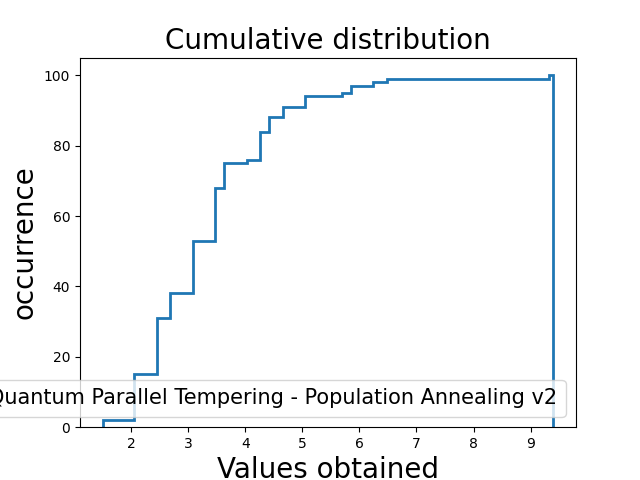 Cumulative distribution
100
80
60
40
20
0
occurrence
Quantum Parallel Tempering - Population Annealing v2
2 3 4 5 6 7 8 9
Values obtained